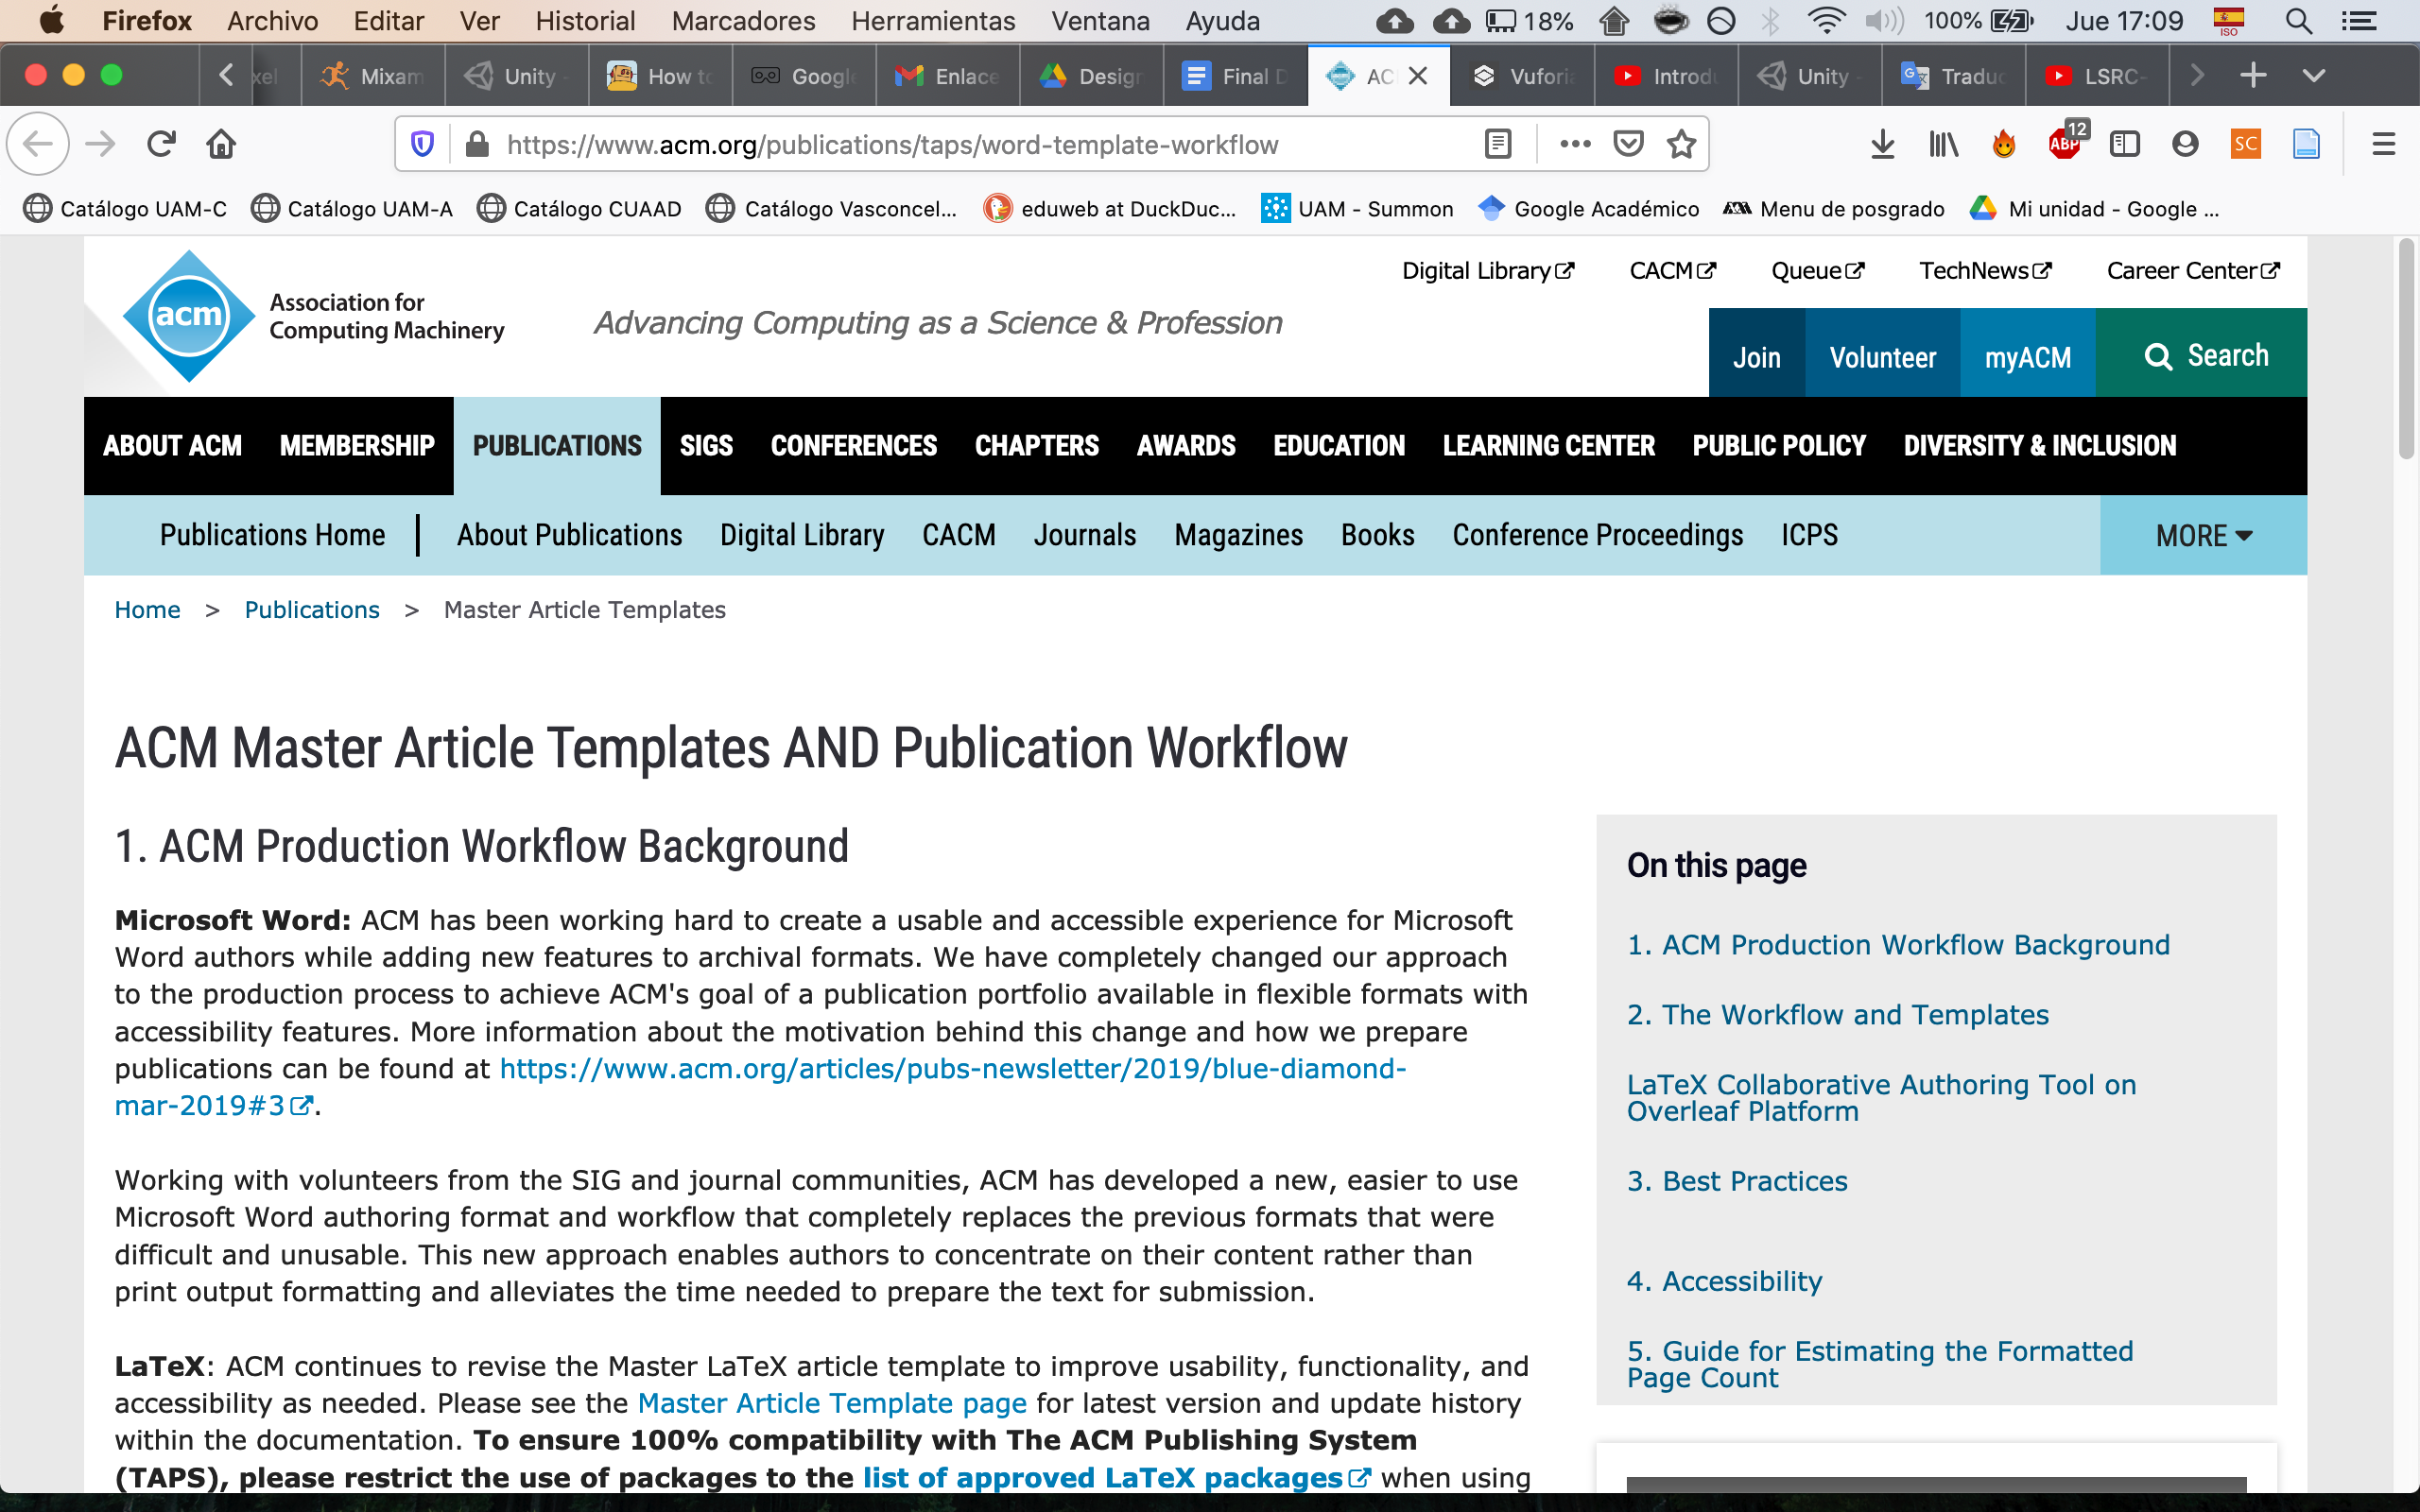 Firefox Archivo Editar Ver Historial Marcadores Herramientas Ventana Ayuda 18% 100% Jue 17:09 ISO
xel Mixam Unity - How to Google Enlace Design Final D AC Vuforia Introdu Unity - Traduc LSRC-
https://www.acm.org/publications/taps/word-template-workflow ABP 12 SC
Catálogo UAM-C Catálogo UAM-A Catálogo CUAAD Catálogo Vasconcel... eduweb at DuckDuc... UAM - Summon Google Académico Menu de posgrado Mi unidad - Google ...
Digital Library CACM Queue TechNews Career Center
acm Association for
Computing Machinery
Advancing Computing as a Science & Profession
Join Volunteer myACM Search
ABOUT ACM MEMBERSHIP PUBLICATIONS SIGS CONFERENCES CHAPTERS AWARDS EDUCATION LEARNING CENTER PUBLIC POLICY DIVERSITY & INCLUSION
Publications Home About Publications Digital Library CACM Journals Magazines Books Conference Proceedings ICPS MORE
Home > Publications > Master Article Templates
ACM Master Article Templates AND Publication Workflow
1. ACM Production Workflow Background
Microsoft Word: ACM has been working hard to create a usable and accessible experience for Microsoft
Word authors while adding new features to archival formats. We have completely changed our approach
to the production process to achieve ACM's goal of a publication portfolio available in flexible formats with
accessibility features. More information about the motivation behind this change and how we prepare
publications can be found at https://www.acm.org/articles/pubs-newsletter/2019/blue-diamond-
mar-2019#3.
Working with volunteers from the SIG and journal communities, ACM has developed a new, easier to use
Microsoft Word authoring format and workflow that completely replaces the previous formats that were
difficult and unusable. This new approach enables authors to concentrate on their content rather than
print output formatting and alleviates the time needed to prepare the text for submission.
LaTeX: ACM continues to revise the Master LaTeX article template to improve usability, functionality, and
accessibility as needed. Please see the Master Article Template page for latest version and update history
within the documentation. To ensure 100% compatibility with The ACM Publishing System
(TAPS), please restrict the use of packages to the list of approved LaTeX packages when using
On this page
1. ACM Production Workflow Background
2. The Workflow and Templates
LaTeX Collaborative Authoring Tool on
Overleaf Platform
3. Best Practices
4. Accessibility
5. Guide for Estimating the Formatted
Page Count